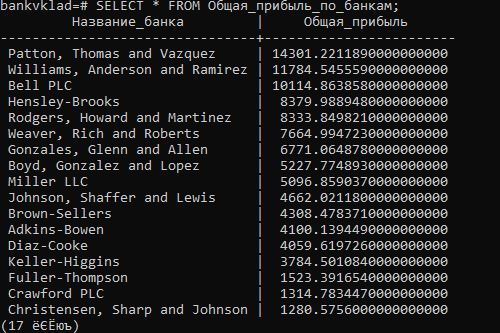 bankvklad=# SELECT * FROM Общая_прибыль_по_банкам;
Название_банка | Общая_прибыль
-------------------------------+------------------------
Patton, Thomas and Vazquez | 14301.2211890000000000
Williams, Anderson and Ramirez | 11784.5455590000000000
Bell PLC | 10114.8638580000000000
Hensley-Brooks | 8379.9889480000000000
Rodgers, Howard and Martinez | 8333.8498210000000000
Weaver, Rich and Roberts | 7664.9947230000000000
Gonzales, Glenn and Allen | 6771.0648780000000000
Boyd, Gonzalez and Lopez | 5227.7748930000000000
Miller LLC | 5096.8590370000000000
Johnson, Shaffer and Lewis | 4662.0211800000000000
Brown-Sellers | 4308.4783710000000000
Adkins-Bowen | 4100.1394490000000000
Diaz-Cooke | 4059.6197260000000000
Keller-Higgins | 3784.5010840000000000
Fuller-Thompson | 1523.3916540000000000
Crawford PLC | 1314.7834470000000000
Christensen, Sharp and Johnson | 1280.5756000000000000
(17 ёЄЁюъ)